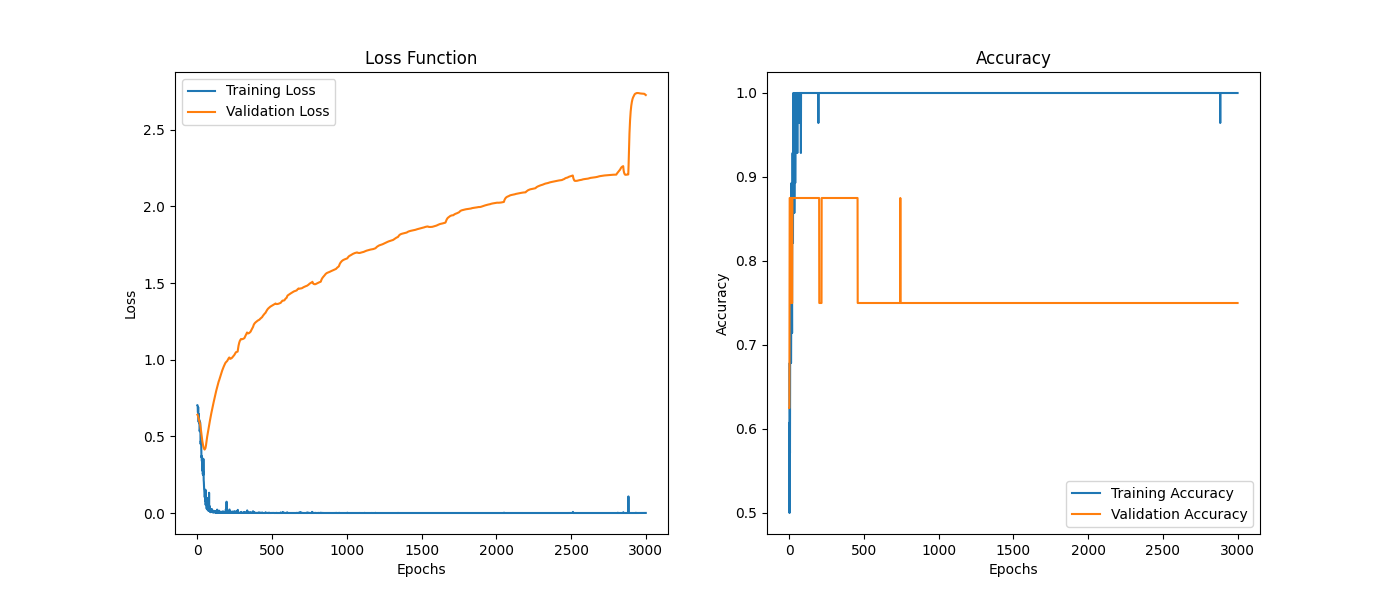 Loss Function
Training Loss
Validation Loss
Loss
2.5
2.0
1.5
1.0
0.5
0.0
0 500 1000 1500 2000 2500 3000
Epochs
Accuracy
Accuracy
1.0
0.9
0.8
0.7
0.6
0.5
Training Accuracy
Validation Accuracy
0 500 1000 1500 2000 2500 3000
Epochs